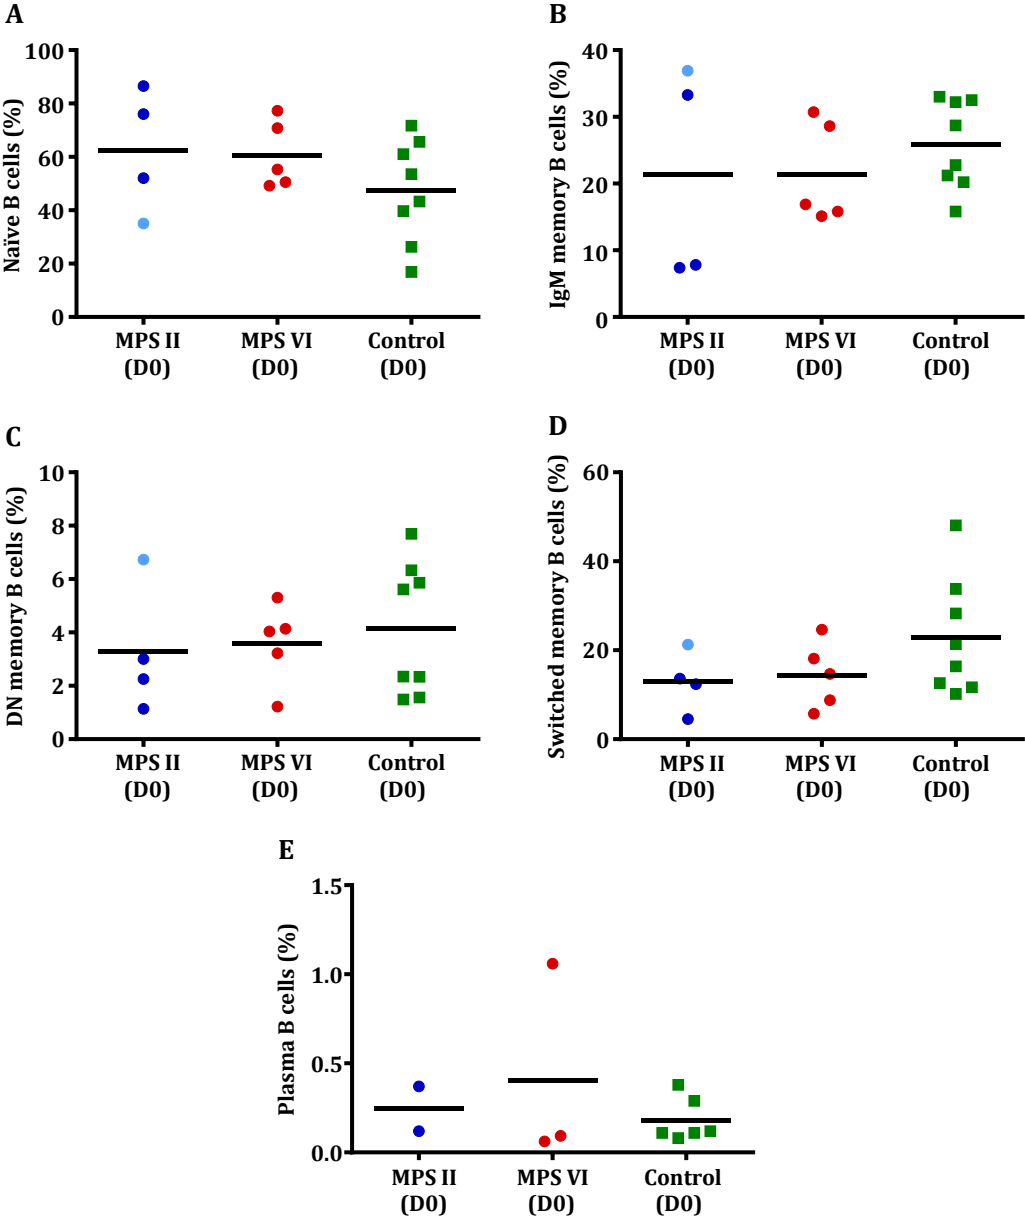 A
Naïve B cells (%)
100
80
60
40
20
0
MPS II
(D0)
MPS VI
(D0)
Control
(D0)
B
IgM memory B cells (%)
40
30
20
10
0
MPS II
(D0)
MPS VI
(D0)
Control
(D0)
C
DN memory B cells (%)
10
8
6
4
2
0
MPS II
(D0)
MPS VI
(D0)
Control
(D0)
D
Switched memory B cells (%)
60
40
20
0
MPS II
(D0)
MPS VI
(D0)
Control
(D0)
E
Plasma B cells (%)
1.5
1.0
0.5
0.0
MPS II
(D0)
MPS VI
(D0)
Control
(D0)